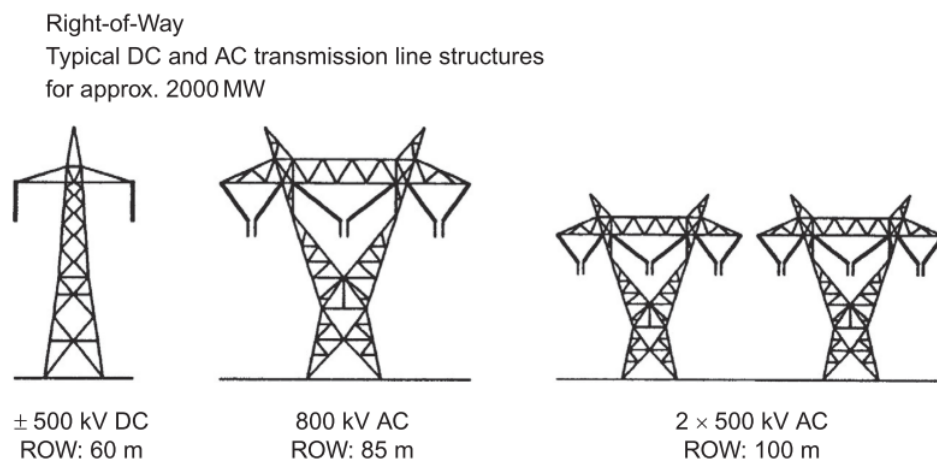 Right-of-Way
Typical DC and AC transmission line structures
for approx. 2000 MW
± 500 kV DC
ROW: 60 m
800 kV AC
ROW: 85 m
2 × 500 kV AC
ROW: 100 m